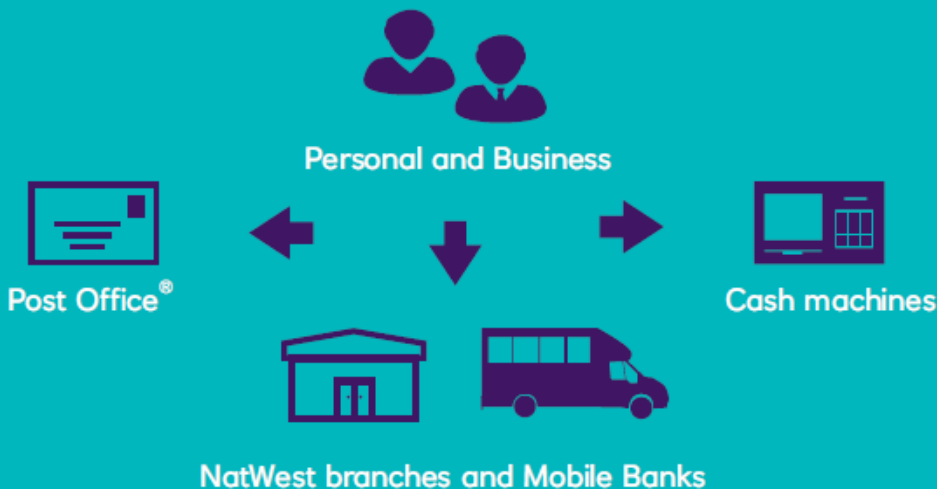 Personal and Business
Post Office®
Cash machines
NatWest branches and Mobile Banks